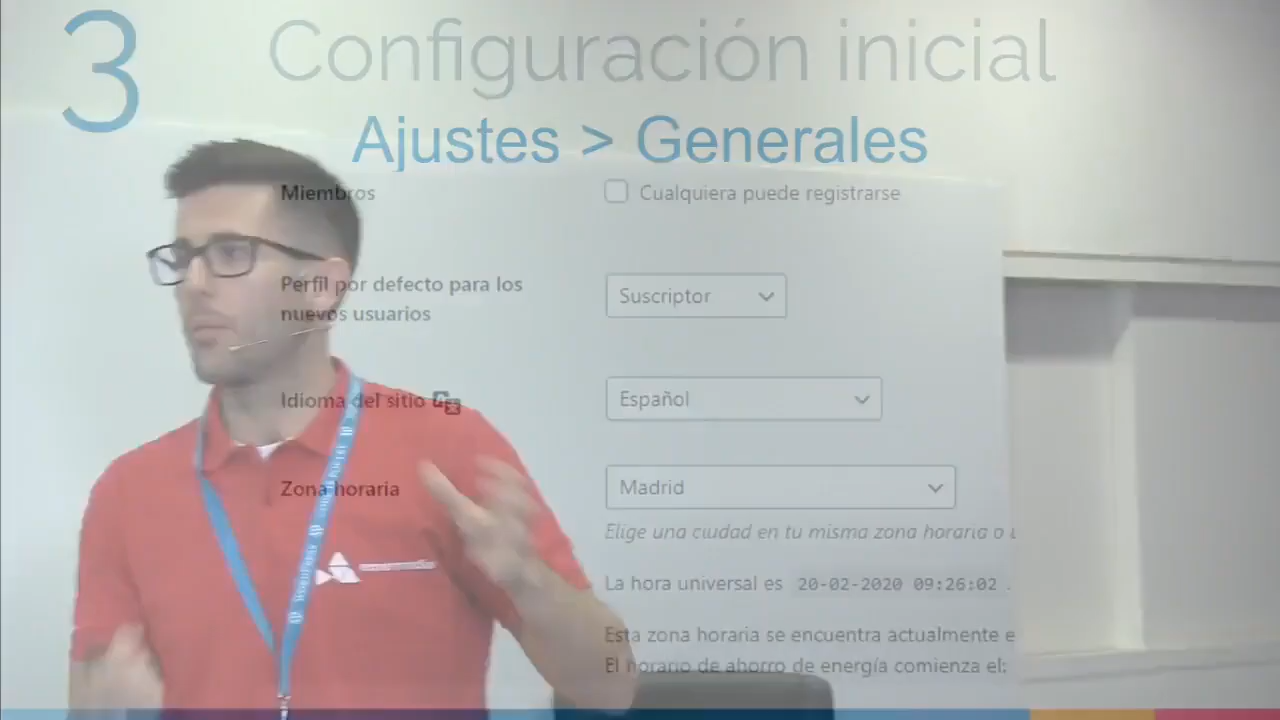 3
Configuración inicial
Ajustes > Generales
Miembros
Cualquiera puede registrarse
Perfil por defecto para los
nuevos usuarios
Suscriptor
Idioma del sitio
Español
Zona horaria
Madrid
Elige una ciudad en tu misma zona horaria o
La hora universal es 20-02-2020 09:26:02 .
Esta zona horaria se encuentra actualmente e
El horario de ahorro de energía comienza el: